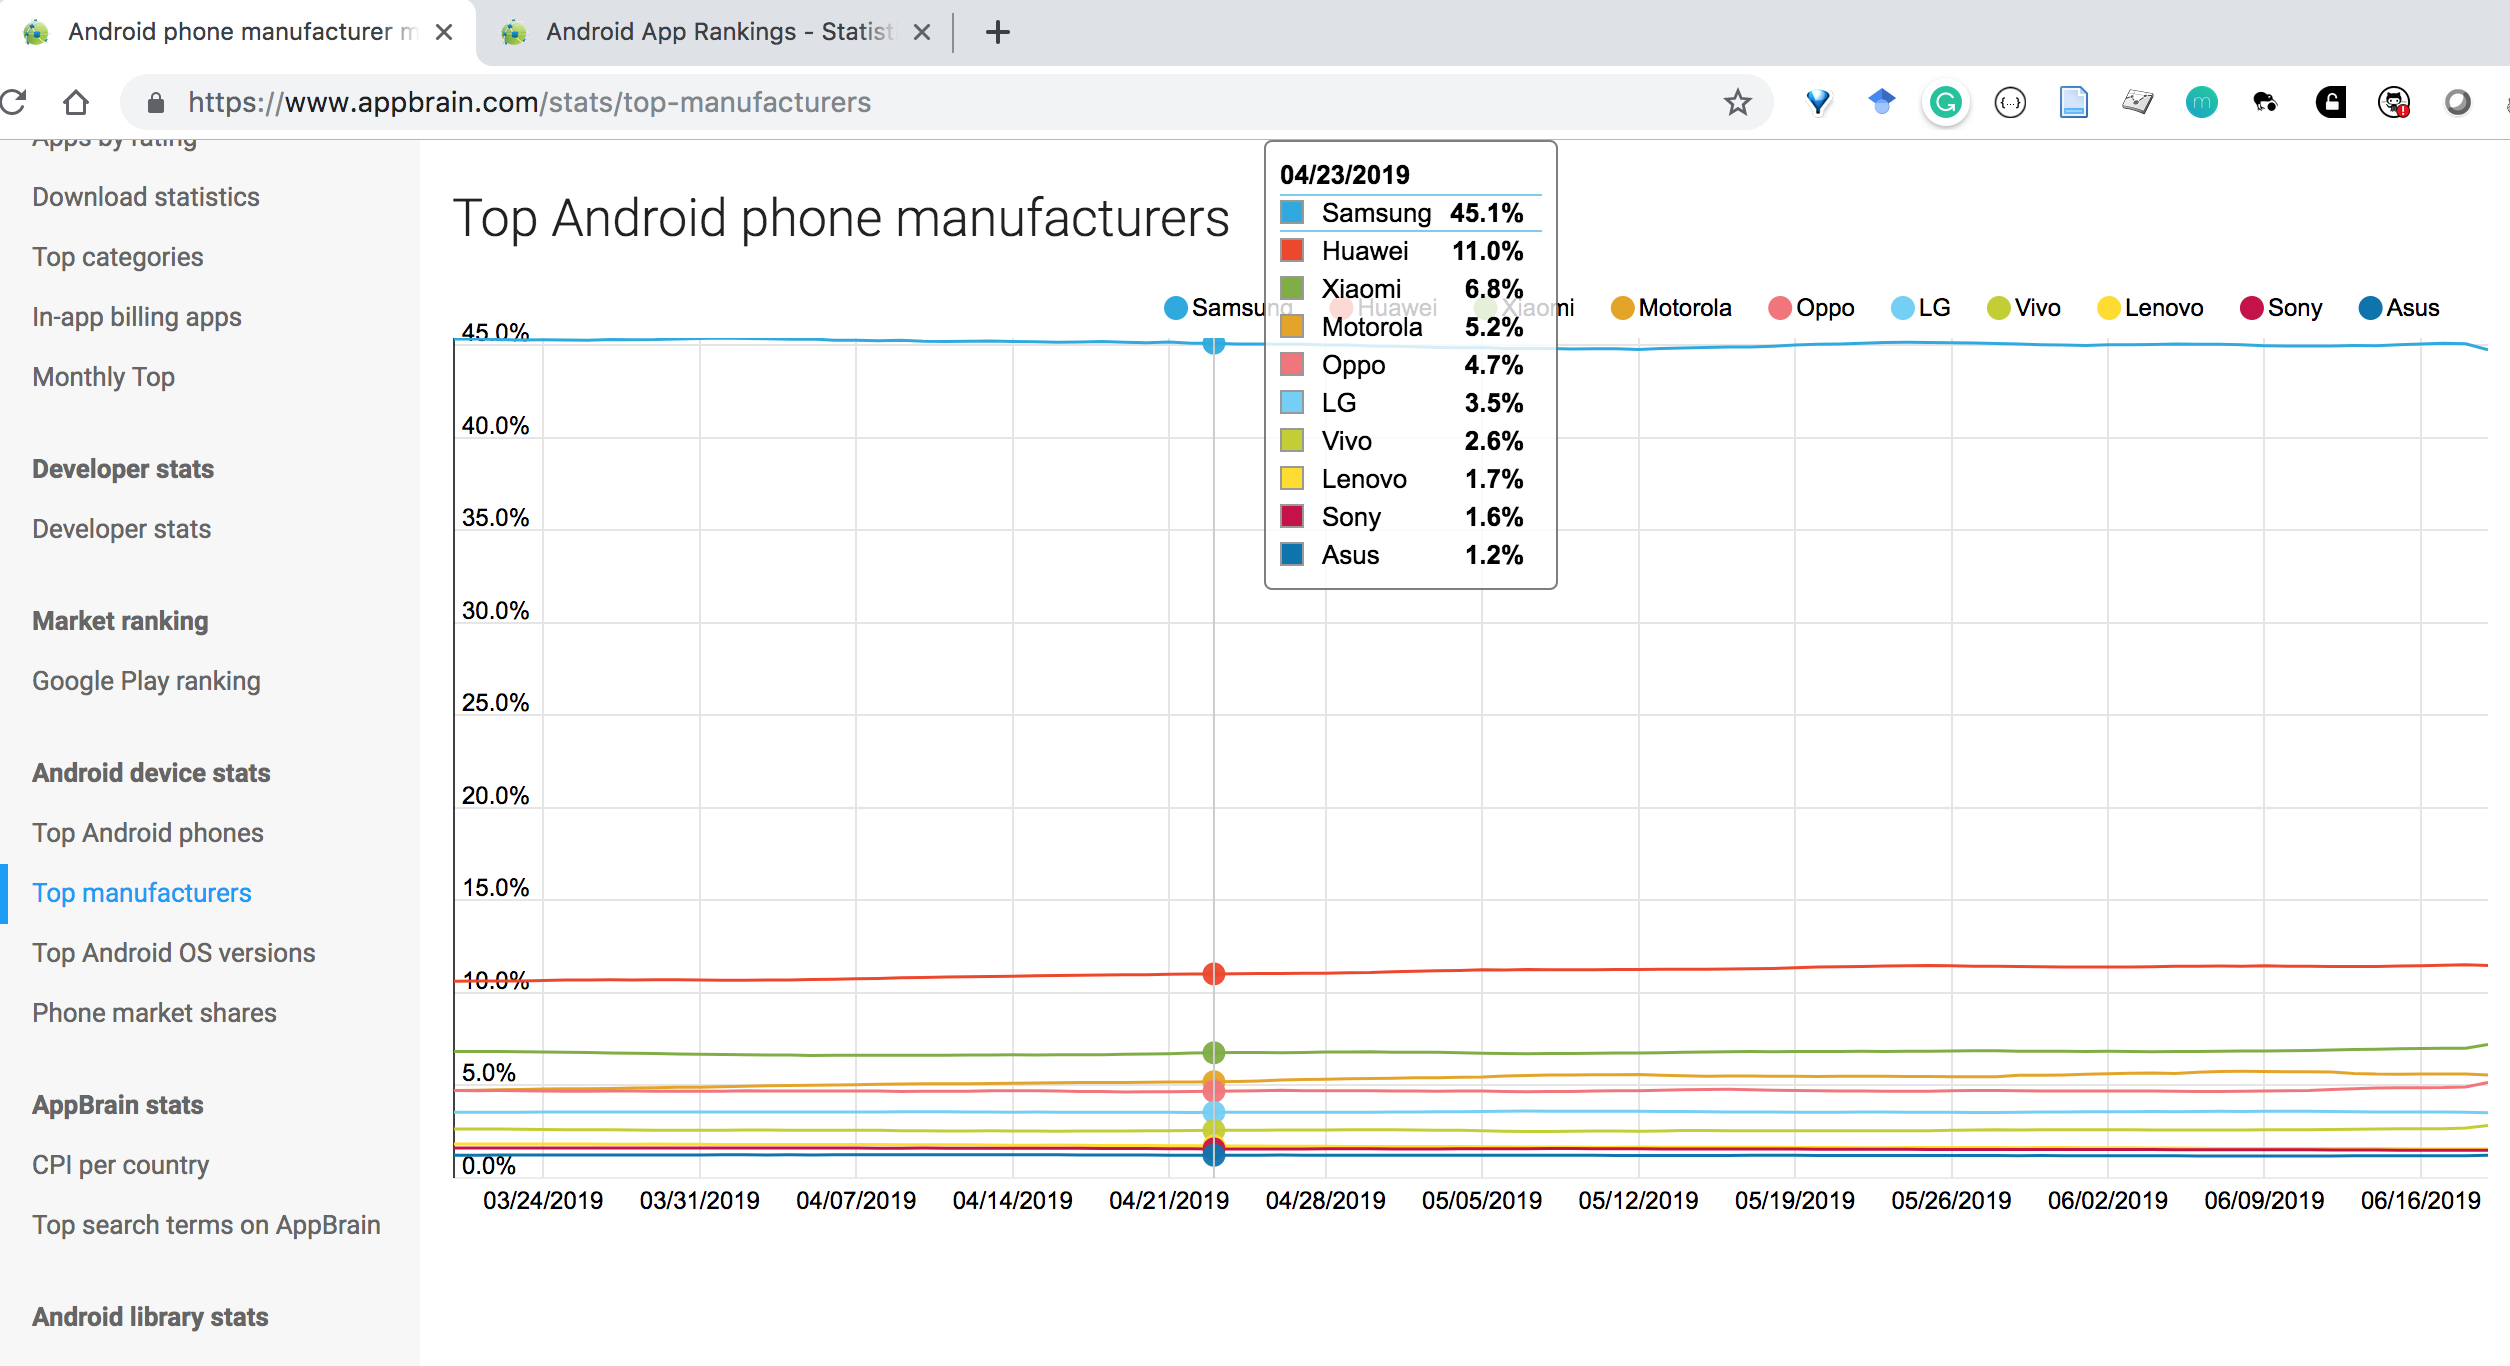 Android phone manufacturer m
Android App Rankings - Statist
https://www.appbrain.com/stats/top-manufacturers
Apps by rating
Download statistics
Top categories
In-app billing apps
Monthly Top
Developer stats
Developer stats
Market ranking
Google Play ranking
Android device stats
Top Android phones
Top manufacturers
Top Android OS versions
Phone market shares
AppBrain stats
CPI per country
Top search terms on AppBrain
Android library stats
Top Android phone manufacturers
04/23/2019
Samsung 45.1%
Huawei 11.0%
Xiaomi 6.8%
Motorola 5.2%
Oppo 4.7%
LG 3.5%
Vivo 2.6%
Lenovo 1.7%
Sony 1.6%
Asus 1.2%
Samsung Huawei Xiaomi Motorola Oppo LG Vivo Lenovo Sony Asus
45.0%
40.0%
35.0%
30.0%
25.0%
20.0%
15.0%
10.0%
5.0%
0.0%
03/24/2019 03/31/2019 04/07/2019 04/14/2019 04/21/2019 04/28/2019 05/05/2019 05/12/2019 05/19/2019 05/26/2019 06/02/2019 06/09/2019 06/16/2019